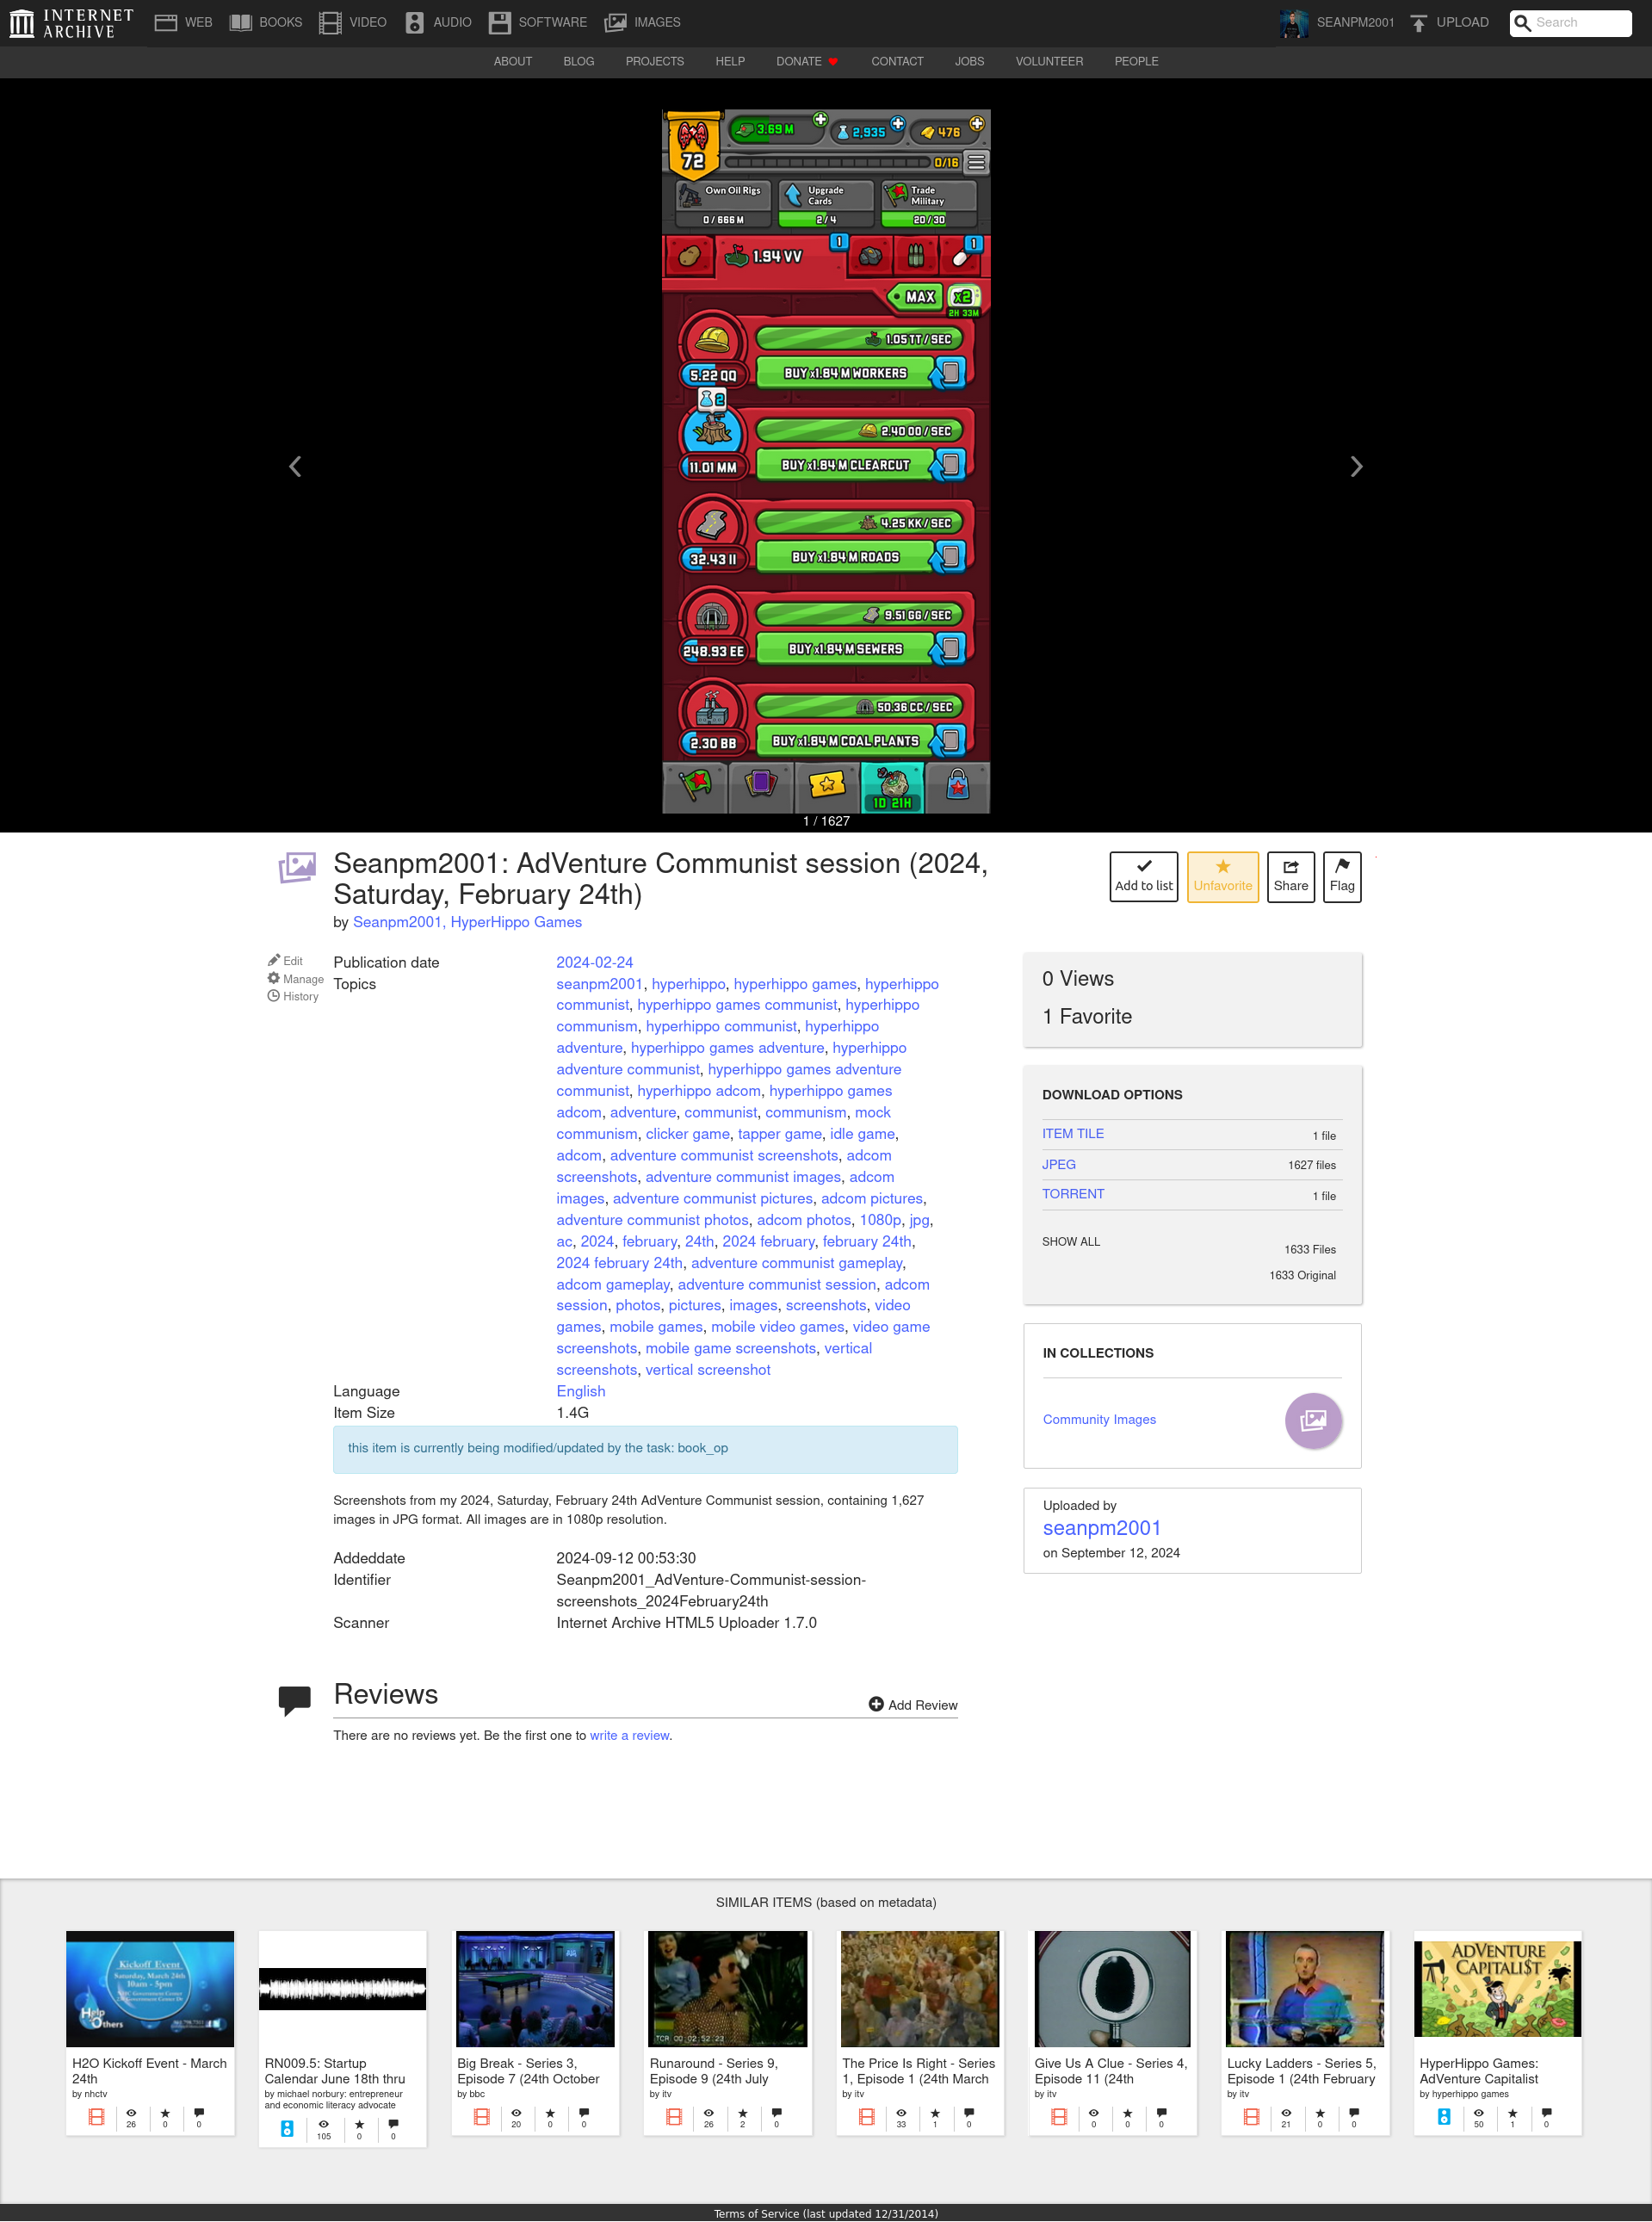 INTERNET ARCHIVE
WEB BOOKS VIDEO AUDIO SOFTWARE IMAGES SEANPM2001 UPLOAD Search
ABOUT BLOG PROJECTS HELP DONATE CONTACT JOBS VOLUNTEER PEOPLE
72
3.69 M 2,935 476
0/16
Own Oil Rigs
0 / 666 M
Upgrade Cards
2 / 4
Trade Military
20 / 30
1.94 VV 1 1
MAX x2
2H 33M
1.05 TT / SEC
5.22 QQ BUY x1.84 M WORKERS
2
2.40 OO / SEC
11.01 MM BUY x1.84 M CLEARCUT
4.25 KK / SEC
32.43 II BUY x1.84 M ROADS
9.51 GG / SEC
248.93 EE BUY x1.84 M SEWERS
50.36 CC / SEC
2.30 BB BUY x1.84 M COAL PLANTS
1D 21H
1 / 1627
Seanpm2001: AdVenture Communist session (2024,
Saturday, February 24th)
by Seanpm2001, HyperHippo Games
Add to list Unfavorite Share Flag
Edit
Manage
History
Publication date 2024-02-24
Topics seanpm2001, hyperhippo, hyperhippo games, hyperhippo
communist, hyperhippo games communist, hyperhippo
communism, hyperhippo communist, hyperhippo
adventure, hyperhippo games adventure, hyperhippo
adventure communist, hyperhippo games adventure
communist, hyperhippo adcom, hyperhippo games
adcom, adventure, communist, communism, mock
communism, clicker game, tapper game, idle game,
adcom, adventure communist screenshots, adcom
screenshots, adventure communist images, adcom
images, adventure communist pictures, adcom pictures,
adventure communist photos, adcom photos, 1080p, jpg,
ac, 2024, february, 24th, 2024 february, february 24th,
2024 february 24th, adventure communist gameplay,
adcom gameplay, adventure communist session, adcom
session, photos, pictures, images, screenshots, video
games, mobile games, mobile video games, video game
screenshots, mobile game screenshots, vertical
screenshots, vertical screenshot
Language English
Item Size 1.4G
this item is currently being modified/updated by the task: book_op
Screenshots from my 2024, Saturday, February 24th AdVenture Communist session, containing 1,627
images in JPG format. All images are in 1080p resolution.
Addeddate 2024-09-12 00:53:30
Identifier Seanpm2001_AdVenture-Communist-session-
screenshots_2024February24th
Scanner Internet Archive HTML5 Uploader 1.7.0
0 Views
1 Favorite
DOWNLOAD OPTIONS
ITEM TILE 1 file
JPEG 1627 files
TORRENT 1 file
SHOW ALL 1633 Files
1633 Original
IN COLLECTIONS
Community Images
Uploaded by
seanpm2001
on September 12, 2024
Reviews
Add Review
There are no reviews yet. Be the first one to write a review.
SIMILAR ITEMS (based on metadata)
Kickoff Event
Saturday, March 24th
10am - 5pm
Help
Others
H2O Kickoff Event - March
24th
by nhctv
26 0 0
RN009.5: Startup
Calendar June 18th thru
by michael norbury: entrepreneur
and economic literacy advocate
105 0 0
Big Break - Series 3,
Episode 7 (24th October
by bbc
20 0 0
TCR 00:02:52:23
Runaround - Series 9,
Episode 9 (24th July
by itv
26 2 0
The Price Is Right - Series
1, Episode 1 (24th March
by itv
33 1 0
Give Us A Clue - Series 4,
Episode 11 (24th
by itv
0 0 0
Lucky Ladders - Series 5,
Episode 1 (24th February
by itv
21 0 0
ADVENTURE
CAPITALI$T
HyperHippo Games:
AdVenture Capitalist
by hyperhippo games
50 1 0
Terms of Service (last updated 12/31/2014)